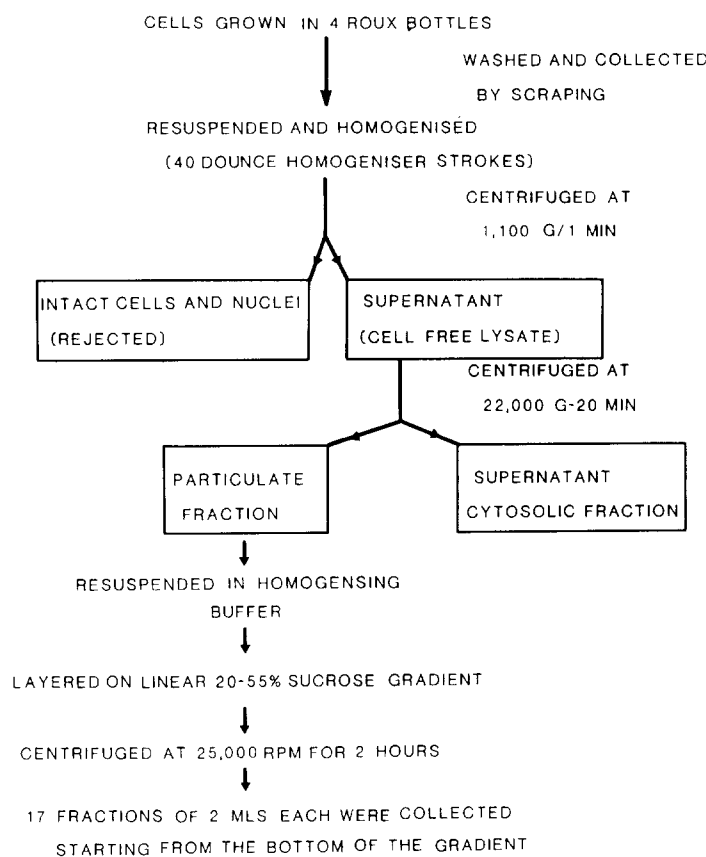 CELLS GROWN IN 4 ROUX BOTTLES
WASHED AND COLLECTED
BY SCRAPING
RESUSPENDED AND HOMOGENISED
(40 DOUNCE HOMOGENISER STROKES)
CENTRIFUGED AT
1,100 G/1 MIN
INTACT CELLS AND NUCLEI
(REJECTED)
SUPERNATANT
(CELL FREE LYSATE)
CENTRIFUGED AT
22,000 G-20 MIN
PARTICULATE
FRACTION
SUPERNATANT
CYTOSOLIC FRACTION
RESUSPENDED IN HOMOGENSING
BUFFER
LAYERED ON LINEAR 20-55% SUCROSE GRADIENT
CENTRIFUGED AT 25,000 RPM FOR 2 HOURS
17 FRACTIONS OF 2 MLS EACH WERE COLLECTED
STARTING FROM THE BOTTOM OF THE GRADIENT